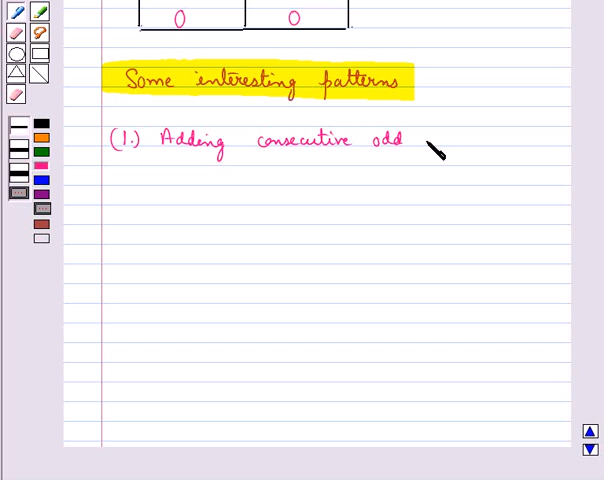 0 0
Some interesting patterns
(1.) Adding consecutive odd